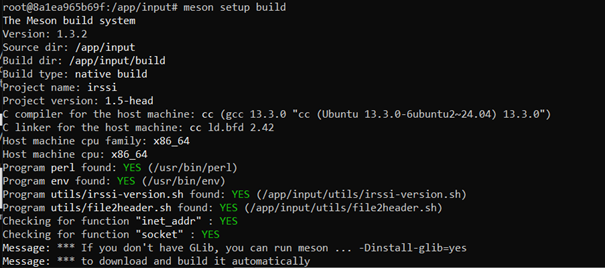 root@8a1ea965b69f:/app/input# meson setup build
The Meson build system
Version: 1.3.2
Source dir: /app/input
Build dir: /app/input/build
Build type: native build
Project name: irssi
Project version: 1.5-head
C compiler for the host machine: cc (gcc 13.3.0 "cc (Ubuntu 13.3.0-6ubuntu2~24.04) 13.3.0")
C linker for the host machine: cc ld.bfd 2.42
Host machine cpu family: x86_64
Host machine cpu: x86_64
Program perl found: YES (/usr/bin/perl)
Program env found: YES (/usr/bin/env)
Program utils/irssi-version.sh found: YES (/app/input/utils/irssi-version.sh)
Program utils/file2header.sh found: YES (/app/input/utils/file2header.sh)
Checking for function "inet_addr" : YES
Checking for function "socket" : YES
Message: *** If you don't have GLib, you can run meson ... -Dinstall-glib=yes
Message: *** to download and build it automatically